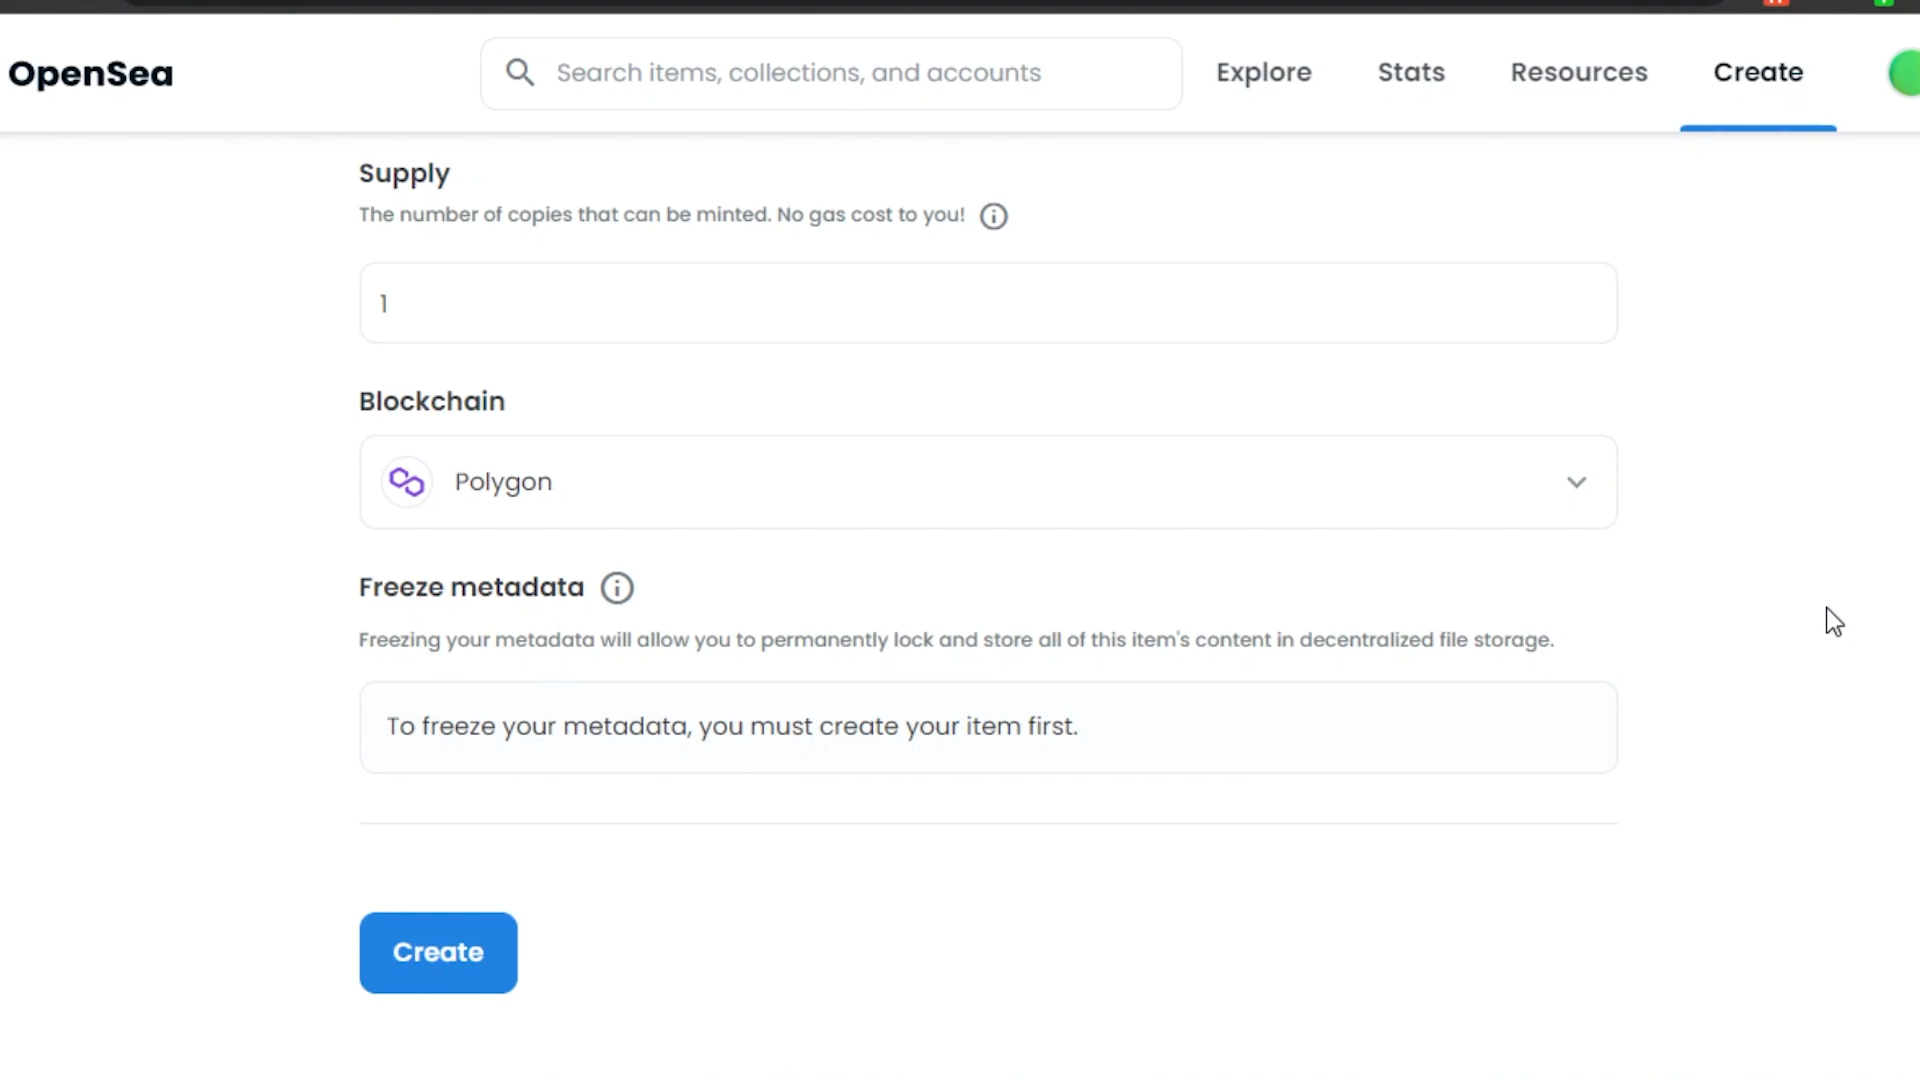 OpenSea
Search items, collections, and accounts
Explore
Stats
Resources
Create
Supply
The number of copies that can be minted. No gas cost to you!
1
Blockchain
Polygon
Freeze metadata
Freezing your metadata will allow you to permanently lock and store all of this item's content in decentralized file storage.
To freeze your metadata, you must create your item first.
Create